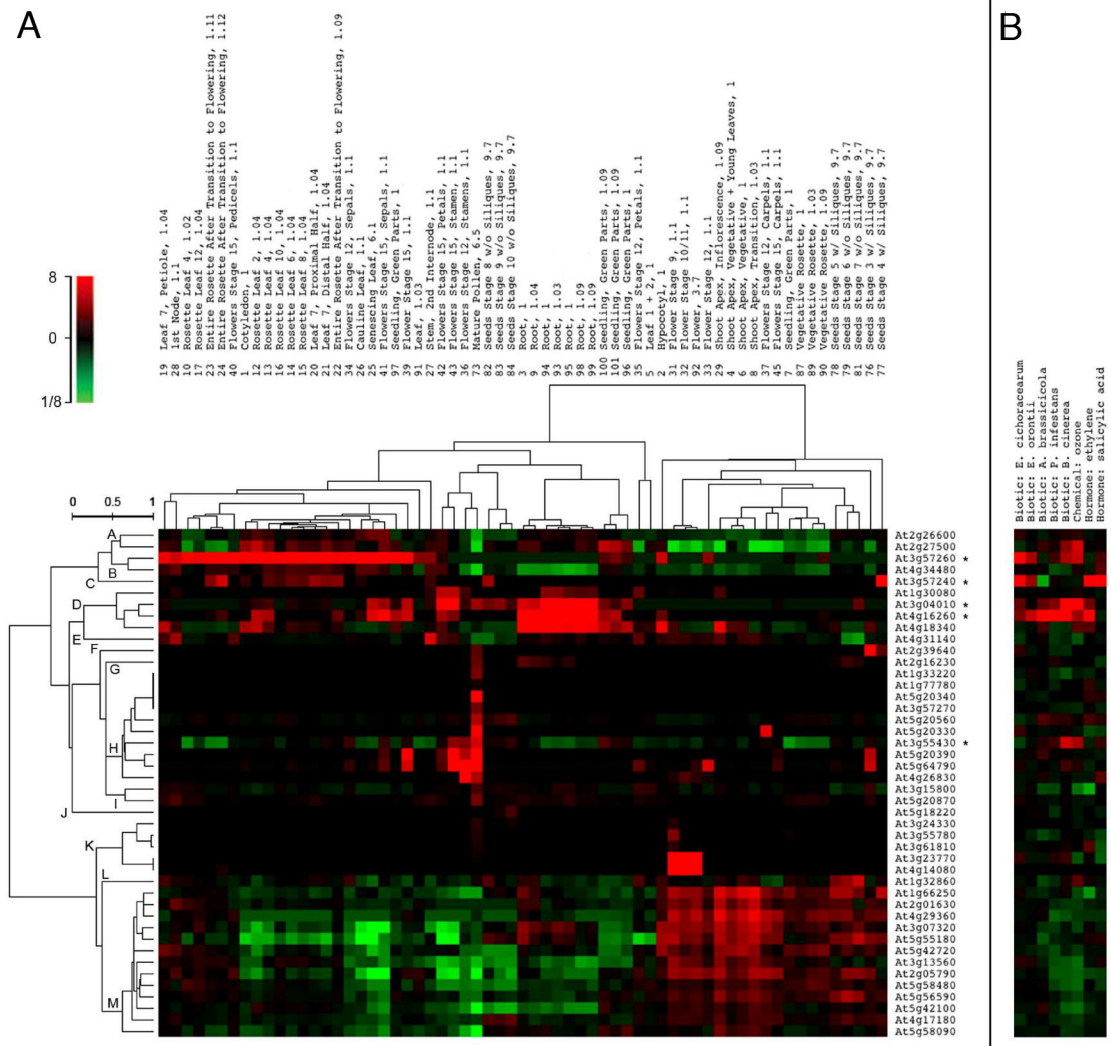 A
B
8
0
1/8
19 Leaf 7, Petiole, 1.04
28 1st Node, 1.1
10 Rosette Leaf 4, 1.02
17 Rosette Leaf 12, 1.04
23 Entire Rosette After Transition to Flowering, 1.11
24 Entire Rosette After Transition to Flowering, 1.12
40 Flowers Stage 15, Pedicels, 1.1
1 Cotyledon, 1
12 Rosette Leaf 2, 1.04
13 Rosette Leaf 4, 1.04
16 Rosette Leaf 10, 1.04
14 Rosette Leaf 6, 1.04
15 Rosette Leaf 8, 1.04
20 Leaf 7, Proximal Half, 1.04
21 Leaf 7, Distal Half, 1.04
22 Entire Rosette After Transition to Flowering, 1.09
34 Flowers Stage 12, Sepals, 1.1
26 Cauline Leaf, 1.1
25 Senescing Leaf, 6.1
41 Flowers Stage 15, Sepals, 1.1
97 Seedling, Green Parts, 1
39 Flower Stage 15, 1.1
91 Leaf, 1.03
27 Stem, 2nd Internode, 1.1
42 Flowers Stage 15, Petals, 1.1
43 Flowers Stage 15, Stamen, 1.1
36 Flowers Stage 12, Stamens, 1.1
73 Mature Pollen, 6.5
82 Seeds Stage 8 w/o Siliques, 9.7
83 Seeds Stage 9 w/o Siliques, 9.7
84 Seeds Stage 10 w/o Siliques, 9.7
3 Root, 1
9 Root, 1.04
94 Root, 1
93 Root, 1.03
95 Root, 1
98 Root, 1.09
99 Root, 1.09
100 Seedling, Green Parts, 1.09
101 Seedling, Green Parts, 1.09
96 Seedling, Green Parts, 1
35 Flowers Stage 12, Petals, 1.1
5 Leaf 1 + 2, 1
2 Hypocotyl, 1
31 Flower Stage 9, 1.1
32 Flower Stage 10/11, 1.1
92 Flower, 3.7
33 Flower Stage 12, 1.1
29 Shoot Apex, Inflorescence, 1.09
4 Shoot Apex, Vegetative + Young Leaves, 1
6 Shoot Apex, Vegetative, 1
8 Shoot Apex, Transition, 1.03
37 Flowers Stage 12, Carpels, 1.1
45 Flowers Stage 15, Carpels, 1.1
7 Seedling, Green Parts, 1
87 Vegetative Rosette, 1
89 Vegetative Rosette, 1.03
90 Vegetative Rosette, 1.09
78 Seeds Stage 5 w/ Siliques, 9.7
79 Seeds Stage 6 w/o Siliques, 9.7
81 Seeds Stage 7 w/o Siliques, 9.7
76 Seeds Stage 3 w/ Siliques, 9.7
77 Seeds Stage 4 w/ Siliques, 9.7
Biotic: E. cichoracearum
Biotic: E. orontii
Biotic: A. brassicicola
Biotic: P. infestans
Biotic: B. cinerea
Chemical: ozone
Hormone: ethylene
Hormone: salicylic acid
0 0.5 1
A
B
C
D
E
F
G
H
I
J
K
L
M
At2g26600
At2g27500
At3g57260 *
At4g34480
At3g57240 *
At1g30080
At3g04010 *
At4g16260 *
At4g18340
At4g31140
At2g39640
At2g16230
At1g33220
At1g77780
At5g20340
At3g57270
At5g20560
At5g20330
At3g55430 *
At5g20390
At5g64790
At4g26830
At3g15800
At5g20870
At5g18220
At3g24330
At3g55780
At3g61810
At3g23770
At4g14080
At1g32860
At1g66250
At2g01630
At4g29360
At3g07320
At5g55180
At5g42720
At3g13560
At2g05790
At5g58480
At5g56590
At5g42100
At4g17180
At5g58090